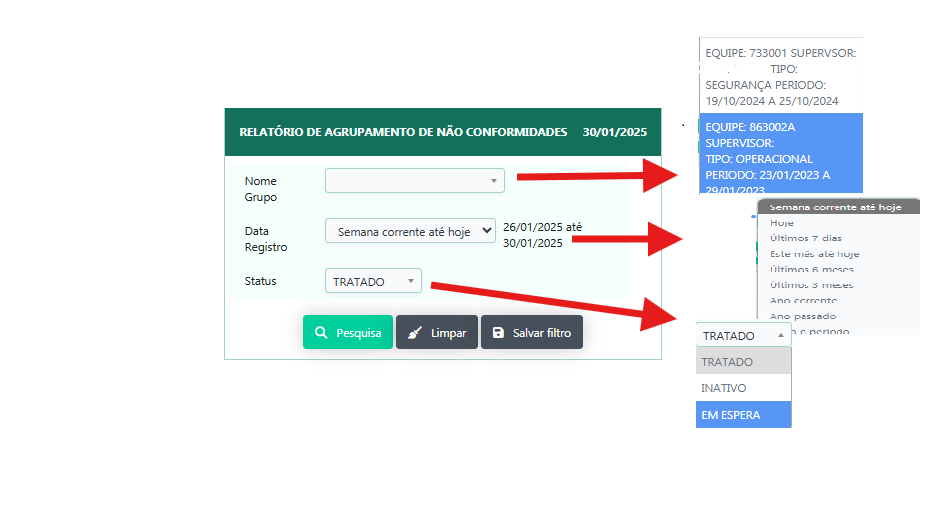 RELATÓRIO DE AGRUPAMENTO DE NÃO CONFORMIDADES 30/01/2025
Nome
Grupo
Data
Registro
Semana corrente até hoje
26/01/2025 até
30/01/2025
Status
TRATADO
Pesquisa
Limpar
Salvar filtro
EQUIPE: 733001 SUPERVSOR:
TIPO:
SEGURANÇA PERIODO:
19/10/2024 A 25/10/2024
EQUIPE: 863002A
SUPERVISOR:
TIPO: OPERACIONAL
PERIODO: 23/01/2023 A
29/01/2023
Semana corrente até hoje
Hoje
Últimos 7 dias
Este mês até hoje
Últimos 6 meses
Últimos 3 meses
Ano corrente
Ano passado
o período
TRATADO
TRATADO
INATIVO
EM ESPERA